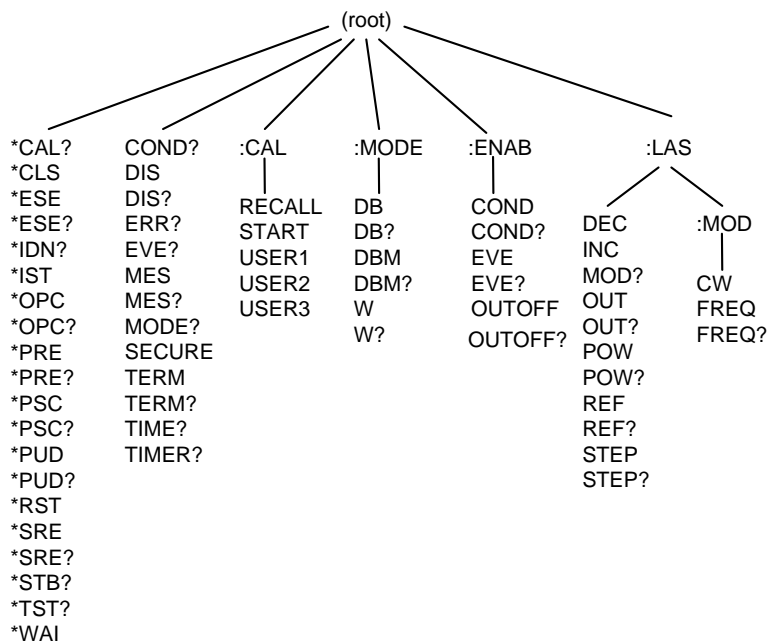 (root)
*CAL?
*CLS
*ESE
*ESE?
*IDN?
*IST
*OPC
*OPC?
*PRE
*PRE?
*PSC
*PSC?
*PUD
*PUD?
*RST
*SRE
*SRE?
*STB?
*TST?
*WAI
COND?
DIS
DIS?
ERR?
EVE?
MES
MES?
MODE?
SECURE
TERM
TERM?
TIME?
TIMER?
:CAL
RECALL
START
USER1
USER2
USER3
:MODE
DB
DB?
DBM
DBM?
W
W?
:ENAB
COND
COND?
EVE
EVE?
OUTOFF
OUTOFF?
:LAS
DEC
INC
MOD?
OUT
OUT?
POW
POW?
REF
REF?
STEP
STEP?
:MOD
CW
FREQ
FREQ?